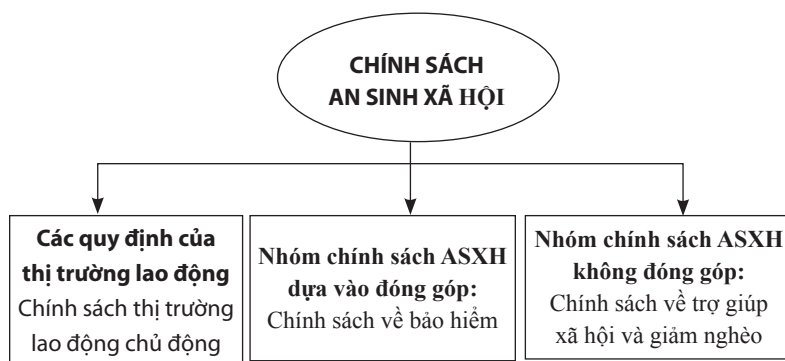 CHÍNH SÁCH
AN SINH XÃ HỘI
Các quy định của
thị trường lao động
Chính sách thị trường
lao động chủ động
Nhóm chính sách ASXH
dựa vào đóng góp:
Chính sách về bảo hiểm
Nhóm chính sách ASXH
không đóng góp:
Chính sách về trợ giúp
xã hội và giảm nghèo